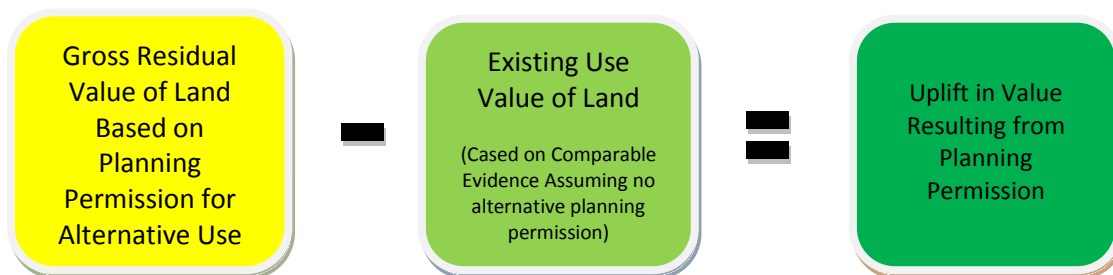 Gross Residual
Value of Land
Based on
Planning
Permission for
Alternative Use
Existing Use
Value of Land
(Cased on Comparable
Evidence Assuming no
alternative planning
permission)
Uplift in Value
Resulting from
Planning
Permission